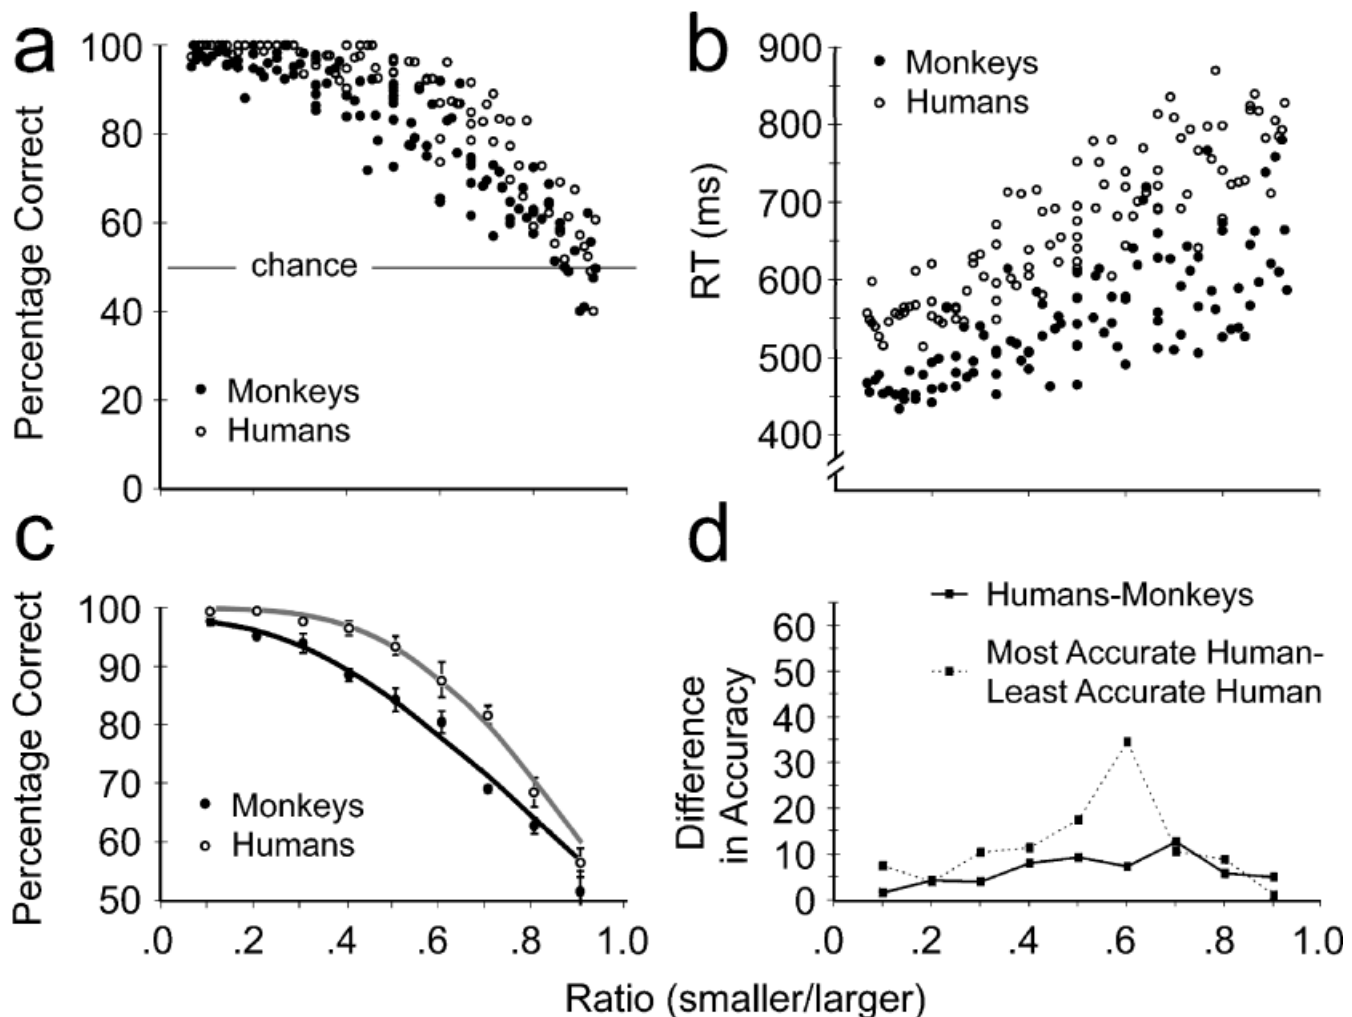 a
Percentage Correct
100
80
60
40
20
0
chance
Monkeys
Humans
b
RT (ms)
900
800
700
600
500
400
Monkeys
Humans
c
Percentage Correct
100
90
80
70
60
50
Monkeys
Humans
.0 .2 .4 .6 .8 1.0
d
Difference
in Accuracy
60
50
40
30
20
10
0
Humans-Monkeys
Most Accurate Human-
Least Accurate Human
.0 .2 .4 .6 .8 1.0
Ratio (smaller/larger)